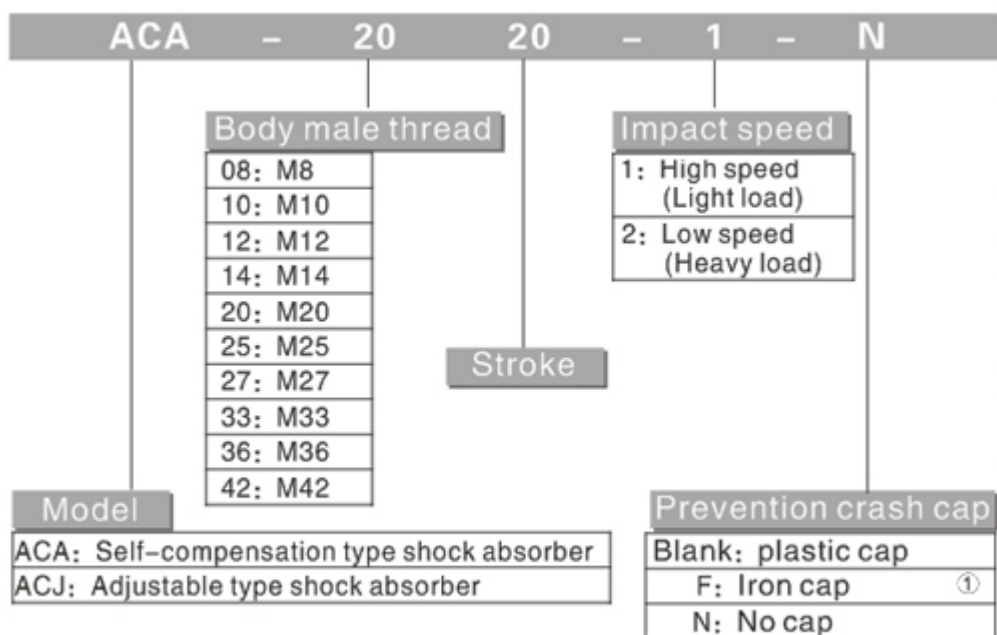 ACA – 20 20 – 1 – N
Body male thread
08: M8
10: M10
12: M12
14: M14
20: M20
25: M25
27: M27
33: M33
36: M36
42: M42
Impact speed
1: High speed
(Light load)
2: Low speed
(Heavy load)
Stroke
Model
ACA: Self–compensation type shock absorber
ACJ: Adjustable type shock absorber
Prevention crash cap
Blank: plastic cap
F: Iron cap ①
N: No cap